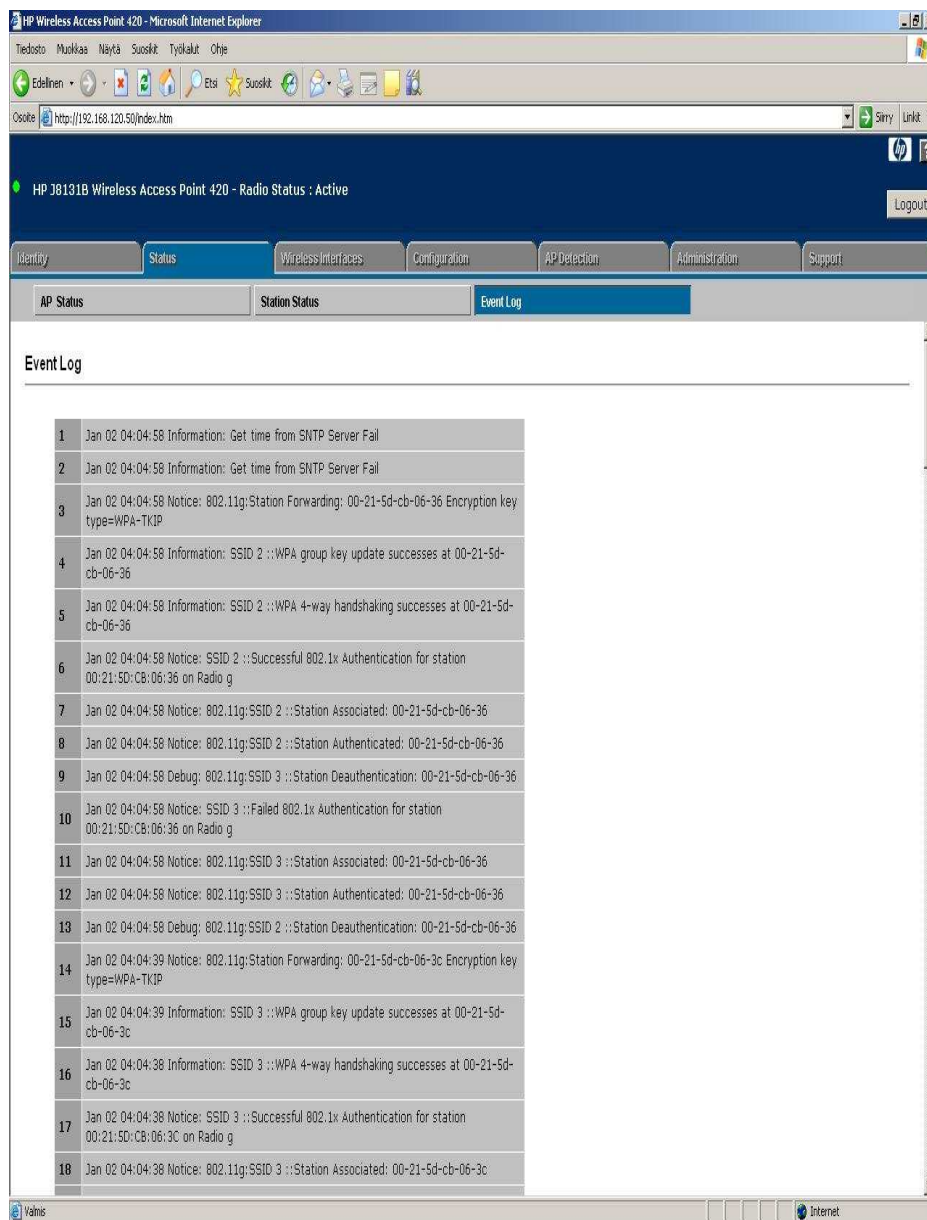 HP Wireless Access Point 420 - Microsoft Internet Explorer
Tiedosto Muokkaa Näytä Suosikit Työkalut Ohje
Edellinen Etsi Suosikit
Osoite http://192.168.120.50/index.htm Siirry Linkit
hp
HP J8131B Wireless Access Point 420 - Radio Status : Active
Logout
Identity Status Wireless Interfaces Configuration AP Detection Administration Support
AP Status Station Status Event Log
Event Log
1 Jan 02 04:04:58 Information: Get time from SNTP Server Fail
2 Jan 02 04:04:58 Information: Get time from SNTP Server Fail
3 Jan 02 04:04:58 Notice: 802.11g:Station Forwarding: 00-21-5d-cb-06-36 Encryption key
type=WPA-TKIP
4 Jan 02 04:04:58 Information: SSID 2 ::WPA group key update successes at 00-21-5d-
cb-06-36
5 Jan 02 04:04:58 Information: SSID 2 ::WPA 4-way handshaking successes at 00-21-5d-
cb-06-36
6 Jan 02 04:04:58 Notice: SSID 2 ::Successful 802.1x Authentication for station
00:21:5D:CB:06:36 on Radio g
7 Jan 02 04:04:58 Notice: 802.11g:SSID 2 ::Station Associated: 00-21-5d-cb-06-36
8 Jan 02 04:04:58 Notice: 802.11g:SSID 2 ::Station Authenticated: 00-21-5d-cb-06-36
9 Jan 02 04:04:58 Debug: 802.11g:SSID 3 ::Station Deauthentication: 00-21-5d-cb-06-36
10 Jan 02 04:04:58 Notice: SSID 3 ::Failed 802.1x Authentication for station
00:21:5D:CB:06:36 on Radio g
11 Jan 02 04:04:58 Notice: 802.11g:SSID 3 ::Station Associated: 00-21-5d-cb-06-36
12 Jan 02 04:04:58 Notice: 802.11g:SSID 3 ::Station Authenticated: 00-21-5d-cb-06-36
13 Jan 02 04:04:58 Debug: 802.11g:SSID 2 ::Station Deauthentication: 00-21-5d-cb-06-36
14 Jan 02 04:04:39 Notice: 802.11g:Station Forwarding: 00-21-5d-cb-06-3c Encryption key
type=WPA-TKIP
15 Jan 02 04:04:39 Information: SSID 3 ::WPA group key update successes at 00-21-5d-
cb-06-3c
16 Jan 02 04:04:38 Information: SSID 3 ::WPA 4-way handshaking successes at 00-21-5d-
cb-06-3c
17 Jan 02 04:04:38 Notice: SSID 3 ::Successful 802.1x Authentication for station
00:21:5D:CB:06:3C on Radio g
18 Jan 02 04:04:38 Notice: 802.11g:SSID 3 ::Station Associated: 00-21-5d-cb-06-3c
Valmis Internet